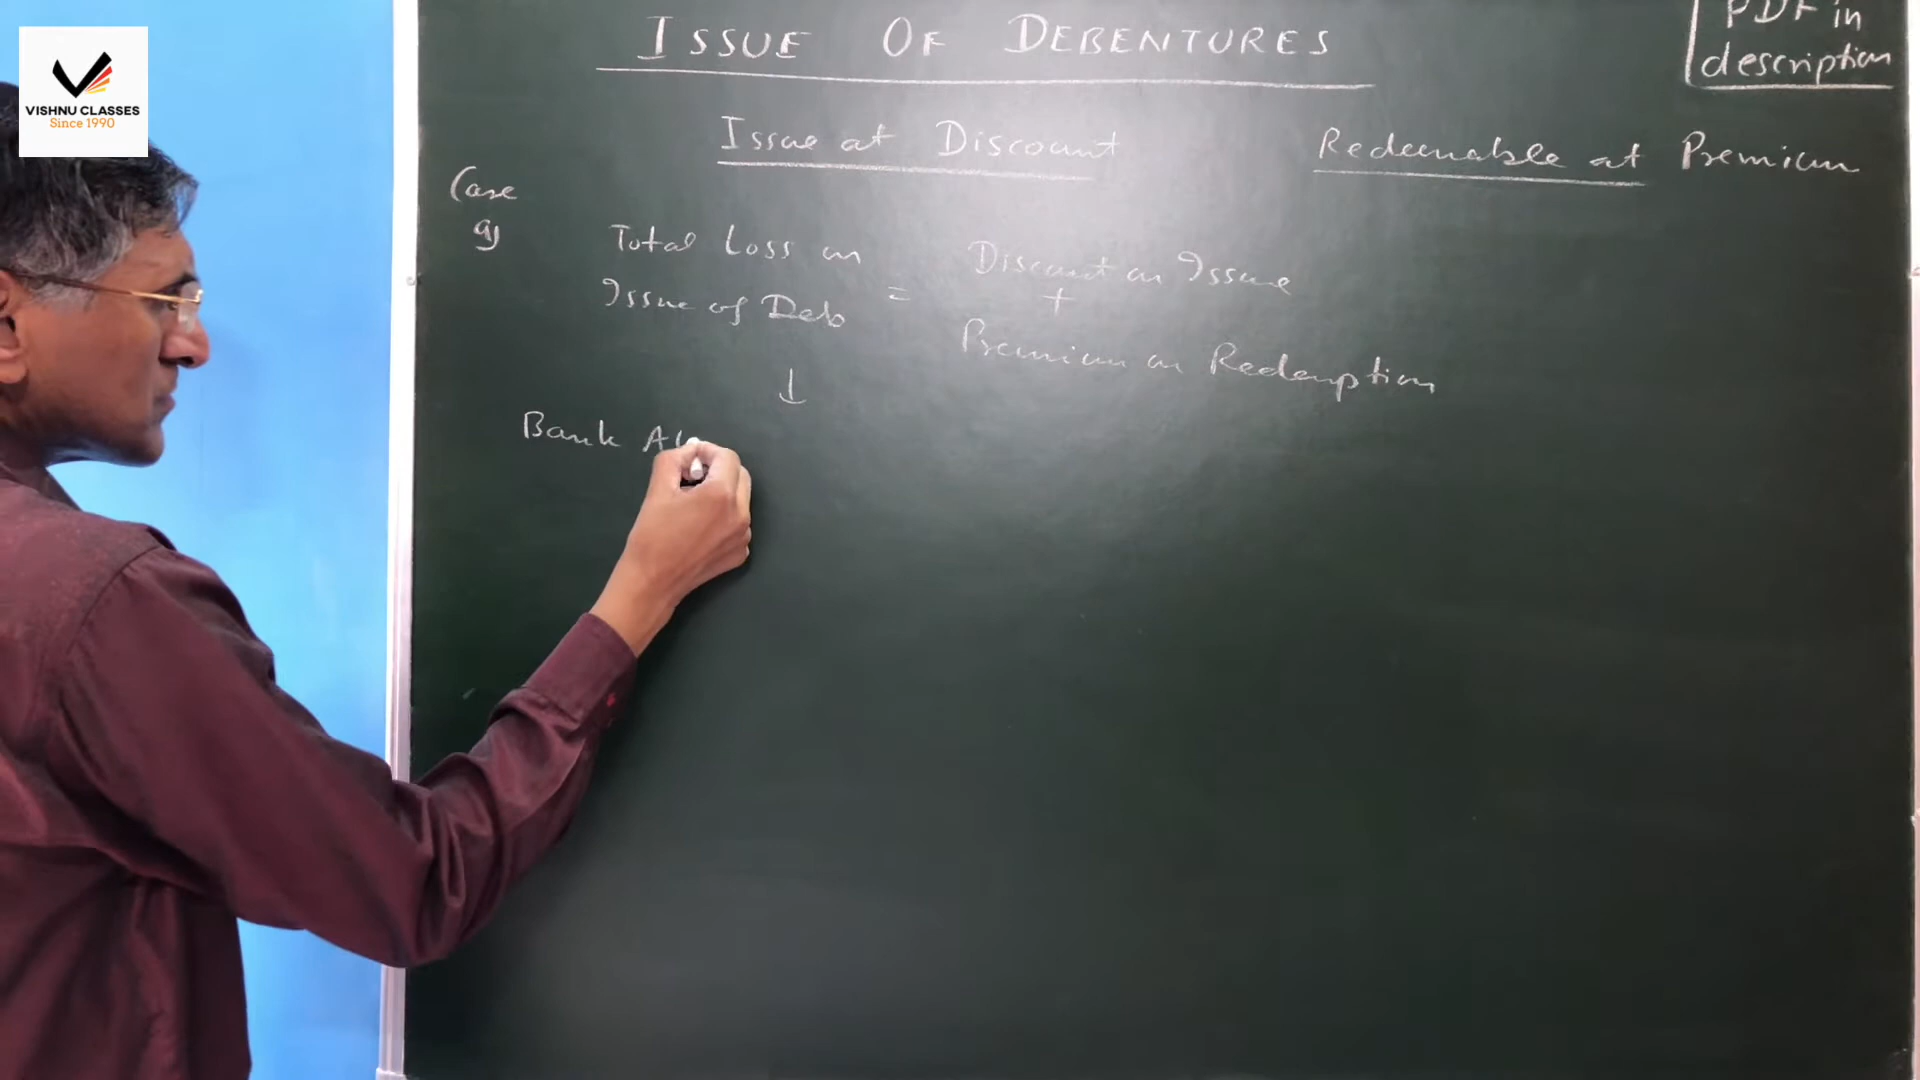 VISHNU CLASSES
Since 1990
ISSUE OF DEBENTURES
PDF in
description
Issue at Discount
Redeemable at Premium
Case
9)
Total Loss on
Issue of Deb
=
Discount on Issue
+
Premium on Redemption
↓
Bank A/c